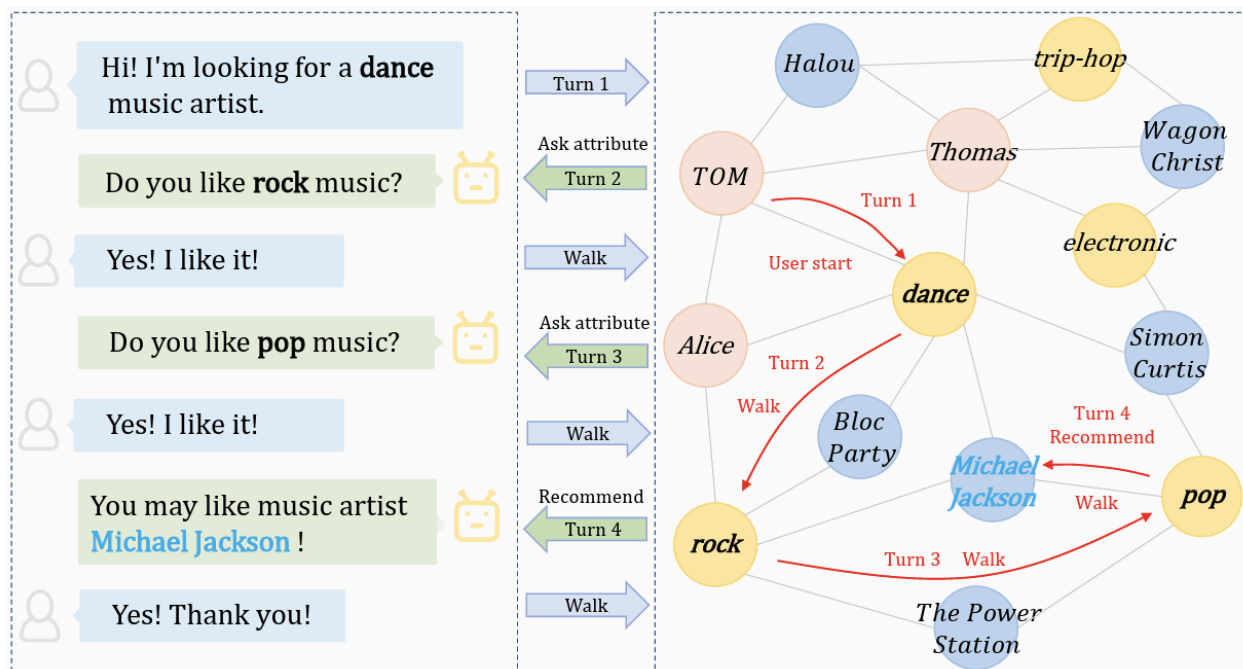 Hi! I'm looking for a dance
music artist.
Do you like rock music?
Yes! I like it!
Do you like pop music?
Yes! I like it!
You may like music artist
Michael Jackson !
Yes! Thank you!
Turn 1
Ask attribute
Turn 2
Walk
Ask attribute
Turn 3
Walk
Recommend
Turn 4
Walk
Halou
trip-hop
TOM
Thomas
Wagon
Christ
Turn 1
User start
electronic
dance
Alice
Turn 2
Walk
Simon
Curtis
Bloc
Party
Turn 4
Recommend
Michael
Jackson
Walk
pop
rock
Turn 3 Walk
The Power
Station